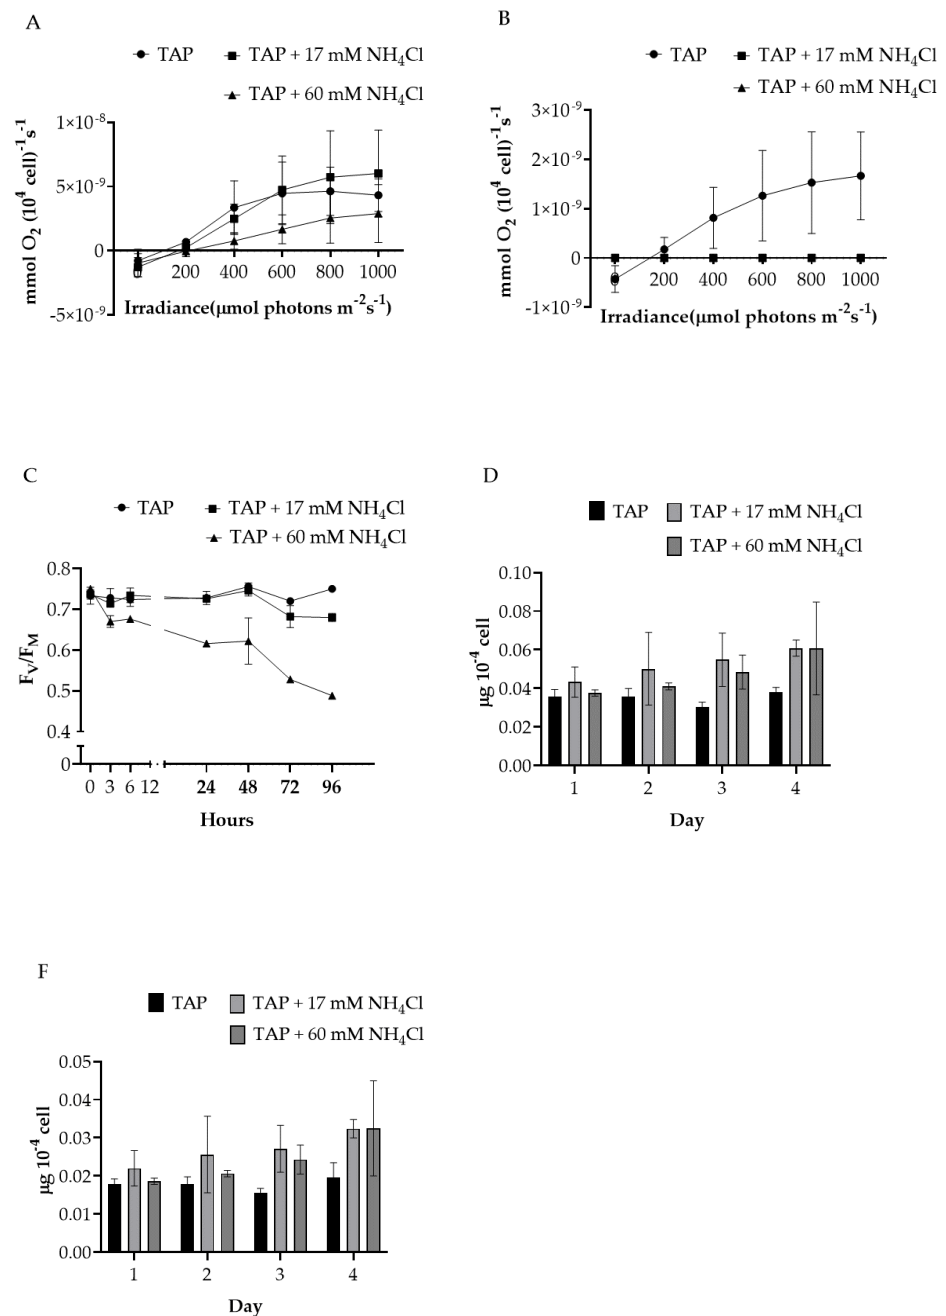 A
TAP
TAP + 17 mM NH₄Cl
TAP + 60 mM NH₄Cl
mmol O₂ (10⁴ cell)⁻¹s⁻¹
1×10⁻⁸
5×10⁻⁹
0
-5×10⁻⁹
200 400 600 800 1000
Irradiance(μmol photons m⁻²s⁻¹)
B
TAP
TAP + 17 mM NH₄Cl
TAP + 60 mM NH₄Cl
mmol O₂ (10⁴ cell)⁻¹s⁻¹
3×10⁻⁹
2×10⁻⁹
1×10⁻⁹
0
-1×10⁻⁹
200 400 600 800 1000
Irradiance(μmol photons m⁻²s⁻¹)
C
TAP
TAP + 17 mM NH₄Cl
TAP + 60 mM NH₄Cl
F_V/F_M
0.8
0.7
0.6
0.5
0.4
0
0 3 6 12 24 48 72 96
Hours
D
TAP
TAP + 17 mM NH₄Cl
TAP + 60 mM NH₄Cl
μg 10⁻⁴ cell
0.10
0.08
0.06
0.04
0.02
0.00
1 2 3 4
Day
F
TAP
TAP + 17 mM NH₄Cl
TAP + 60 mM NH₄Cl
μg 10⁻⁴ cell
0.05
0.04
0.03
0.02
0.01
0.00
1 2 3 4
Day